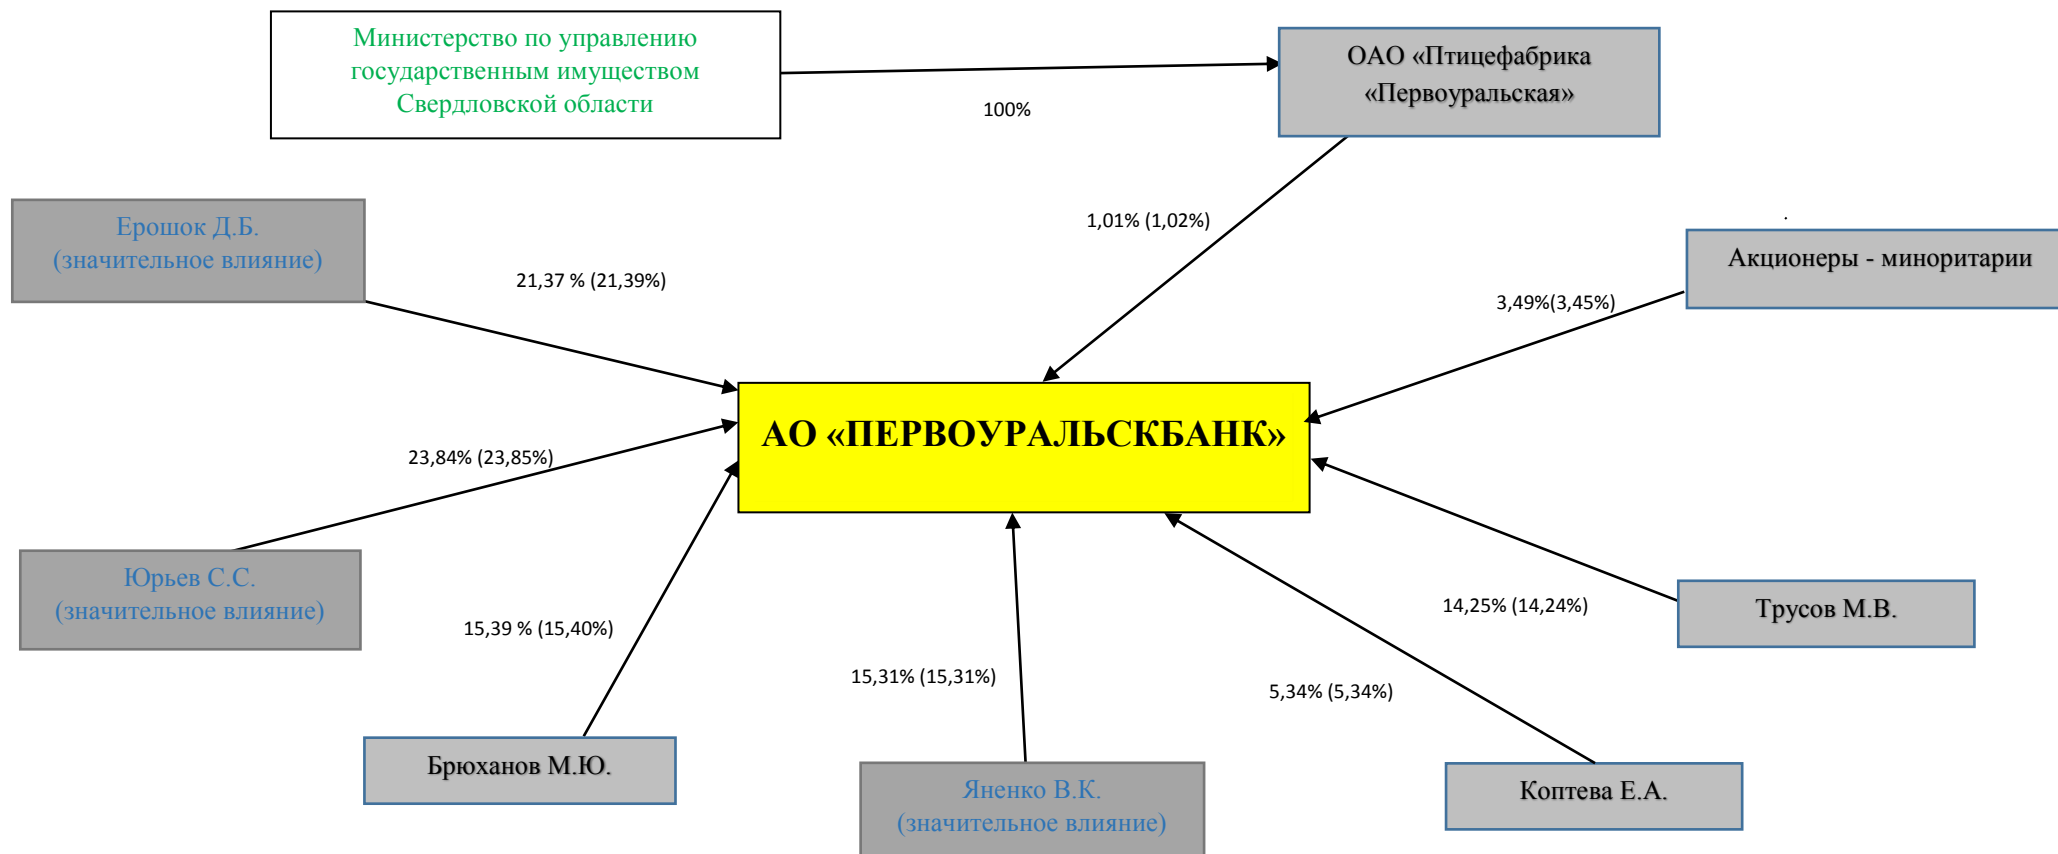 Министерство по управлению
государственным имуществом
Свердловской области
100%
ОАО «Птицефабрика
«Первоуральская»
1,01% (1,02%)
Ерошок Д.Б.
(значительное влияние)
21,37 % (21,39%)
.
Акционеры - миноритарии
3,49%(3,45%)
АО «ПЕРВОУРАЛЬСКБАНК»
23,84% (23,85%)
Юрьев С.С.
(значительное влияние)
15,39 % (15,40%)
Брюханов М.Ю.
15,31% (15,31%)
Яненко В.К.
(значительное влияние)
5,34% (5,34%)
Коптева Е.А.
14,25% (14,24%)
Трусов М.В.